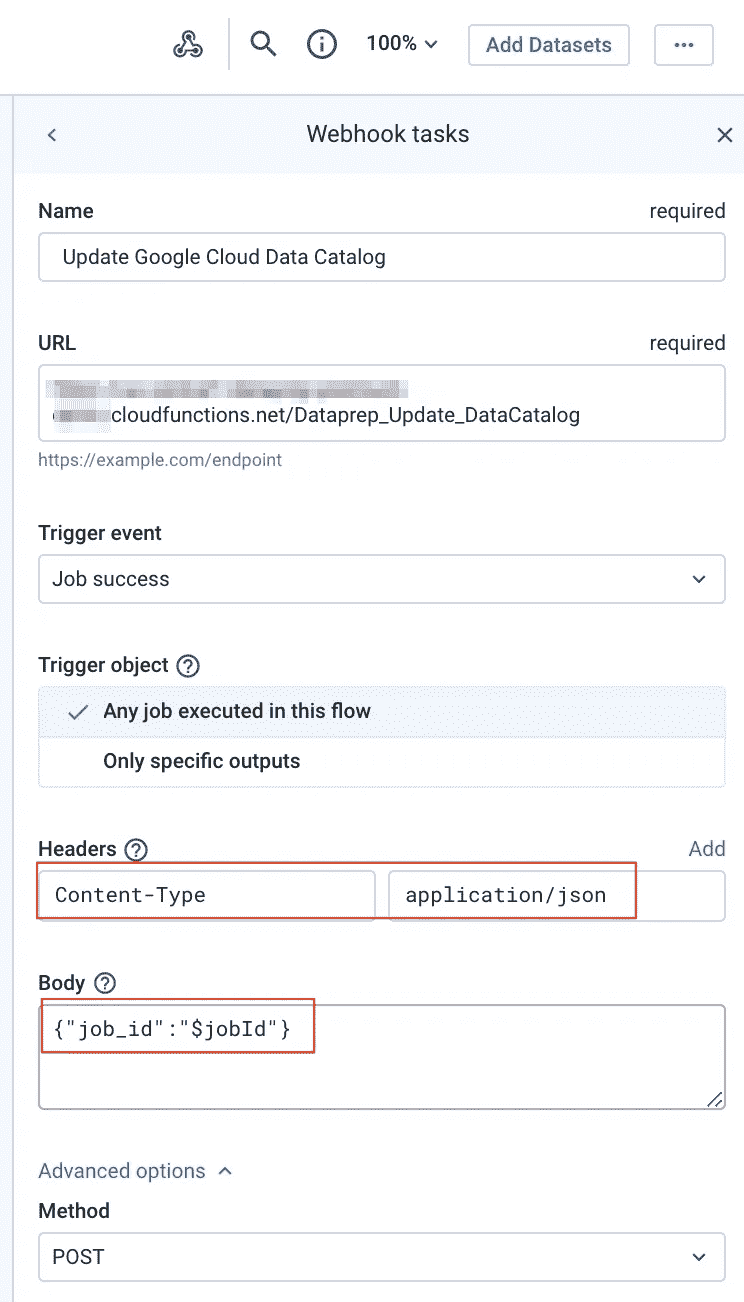 100%
Add Datasets
Webhook tasks
Name required
Update Google Cloud Data Catalog
URL required
cloudfunctions.net/Dataprep_Update_DataCatalog
https://example.com/endpoint
Trigger event
Job success
Trigger object
Any job executed in this flow
Only specific outputs
Headers Add
Content-Type application/json
Body
{"job_id":"$jobId"}
Advanced options
Method
POST